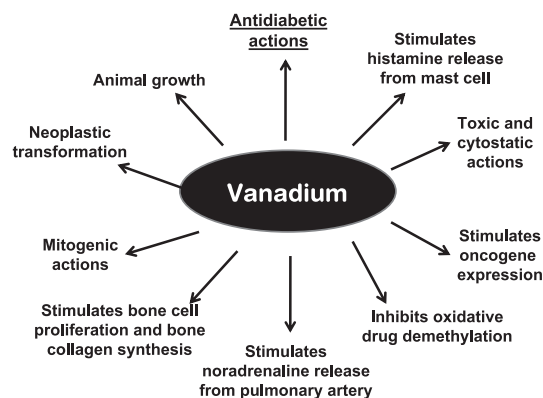 Antidiabetic
actions
Stimulates
histamine release
from mast cell
Animal growth
Toxic and
cytostatic actions
Neoplastic
transformation
Vanadium
Mitogenic
actions
Stimulates
oncogene
expression
Stimulates bone cell
proliferation and bone
collagen synthesis
Inhibits oxidative
drug demethylation
Stimulates
noradrenaline release
from pulmonary artery